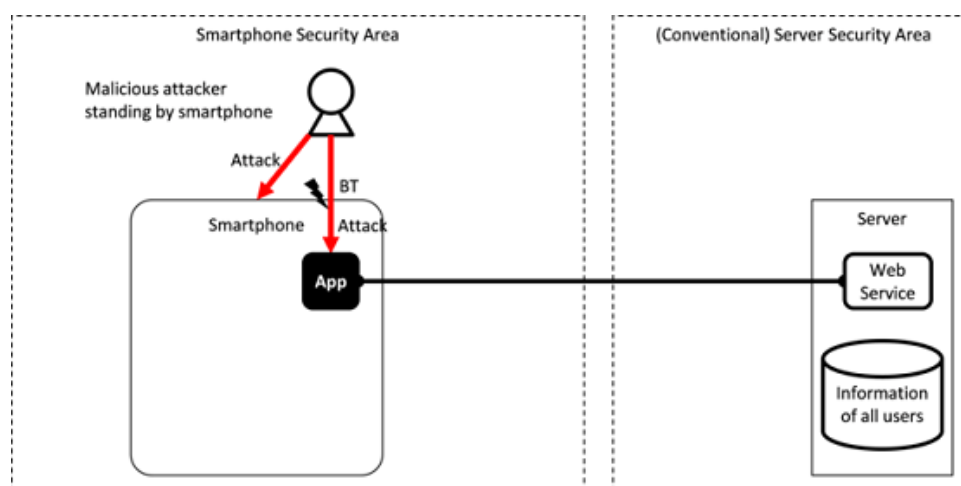 Smartphone Security Area
(Conventional) Server Security Area
Malicious attacker
standing by smartphone
Attack
BT
Smartphone
Attack
App
Server
Web
Service
Information
of all users